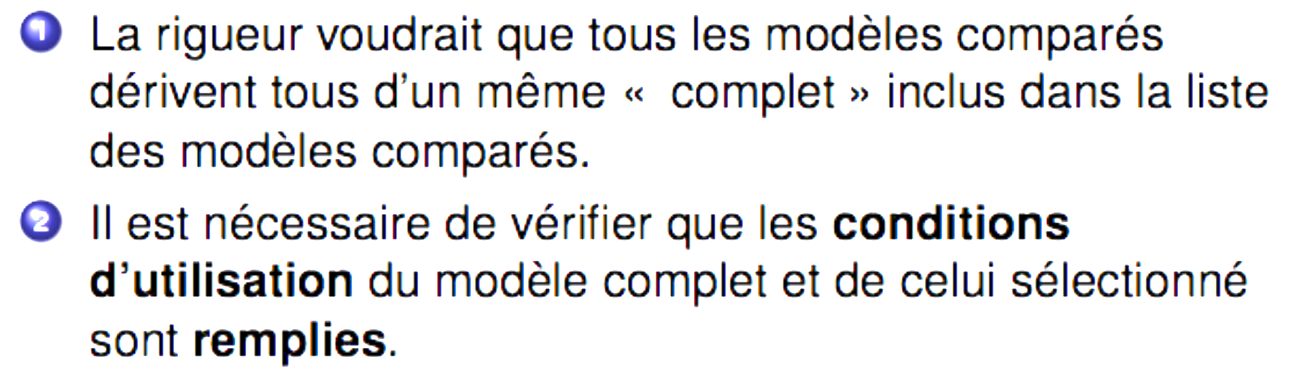 1 La rigueur voudrait que tous les modèles comparés
dérivent tous d'un même « complet » inclus dans la liste
des modèles comparés.
2 Il est nécessaire de vérifier que les conditions
d'utilisation du modèle complet et de celui sélectionné
sont remplies.